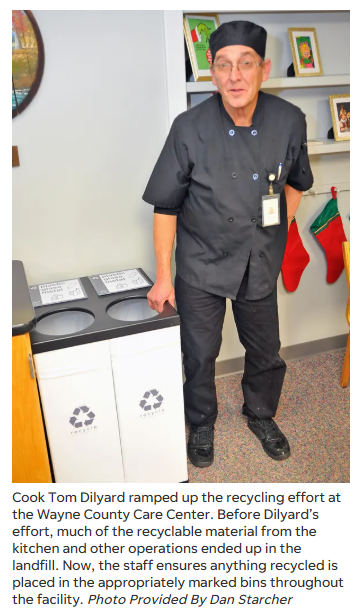 recycle
recycle
Cook Tom Dilyard ramped up the recycling effort at
the Wayne County Care Center. Before Dilyard’s
effort, much of the recyclable material from the
kitchen and other operations ended up in the
landfill. Now, the staff ensures anything recycled is
placed in the appropriately marked bins throughout
the facility. Photo Provided By Dan Starcher